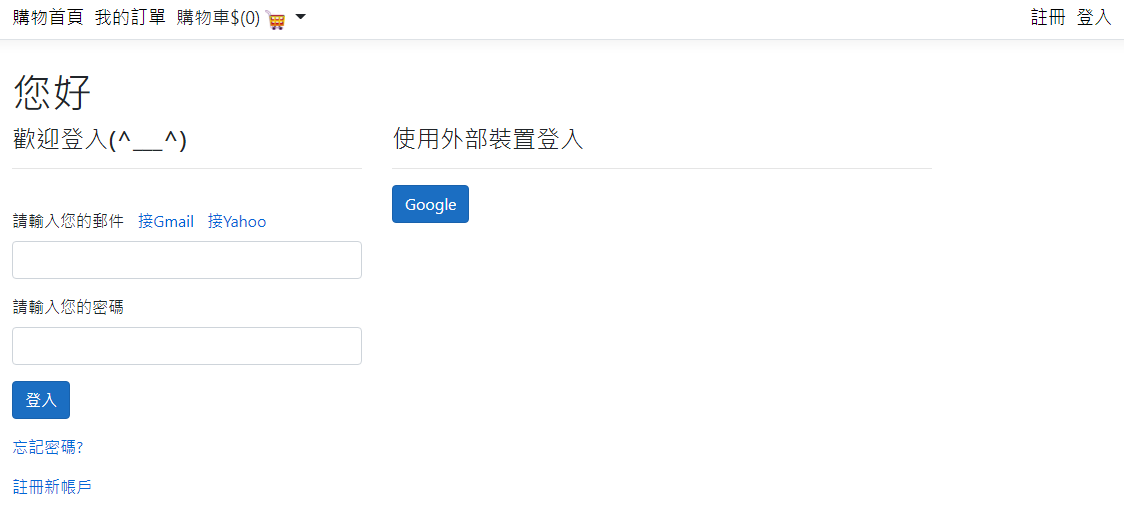 購物首頁 我的訂單 購物車$(0) 註冊 登入
您好
歡迎登入(^__^)
使用外部裝置登入
Google
請輸入您的郵件 接Gmail 接Yahoo
請輸入您的密碼
登入
忘記密碼?
註冊新帳戶